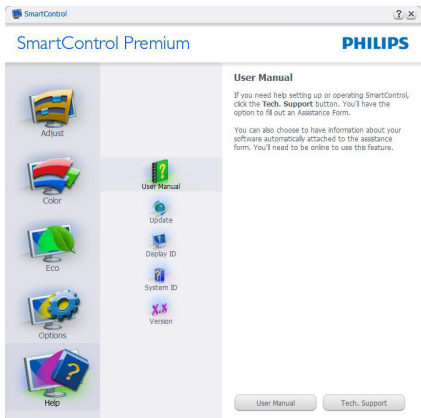 SmartControl
? ×
SmartControl Premium
PHILIPS
Adjust
Color
Eco
Options
Help
User Manual
Update
Display ID
System ID
X.X
Version
User Manual
If you need help setting up or operating SmartControl,
click the Tech. Support button. You'll have the
option to fill out an Assistance Form.
You can also choose to have information about your
software automatically attached to the assistance
form. You'll need to be online to use this feature.
User Manual
Tech. Support